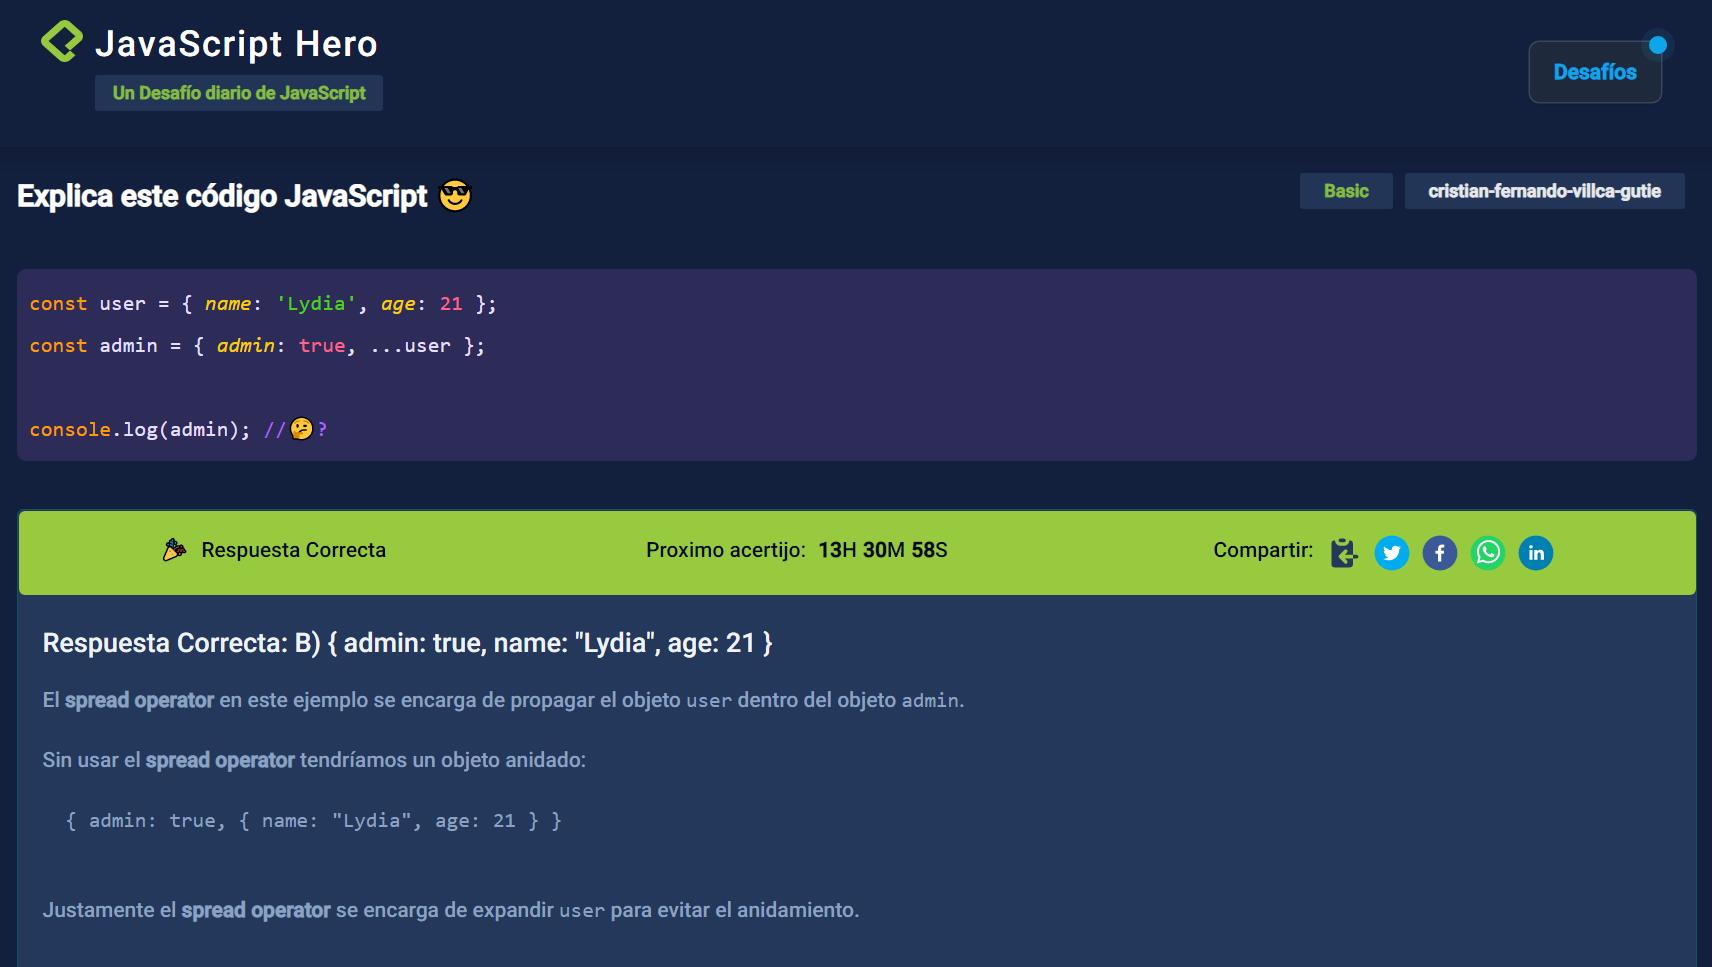 JavaScript Hero
Un Desafío diario de JavaScript
Desafíos
Explica este código JavaScript 😎
Basic
cristian-fernando-villca-gutie
const user = { name: 'Lydia', age: 21 };
const admin = { admin: true, ...user };
console.log(admin); //🤔?
🎉 Respuesta Correcta
Proximo acertijo: 13H 30M 58S
Compartir:
Respuesta Correcta: B) { admin: true, name: "Lydia", age: 21 }
El spread operator en este ejemplo se encarga de propagar el objeto user dentro del objeto admin.
Sin usar el spread operator tendríamos un objeto anidado:
{ admin: true, { name: "Lydia", age: 21 } }
Justamente el spread operator se encarga de expandir user para evitar el anidamiento.